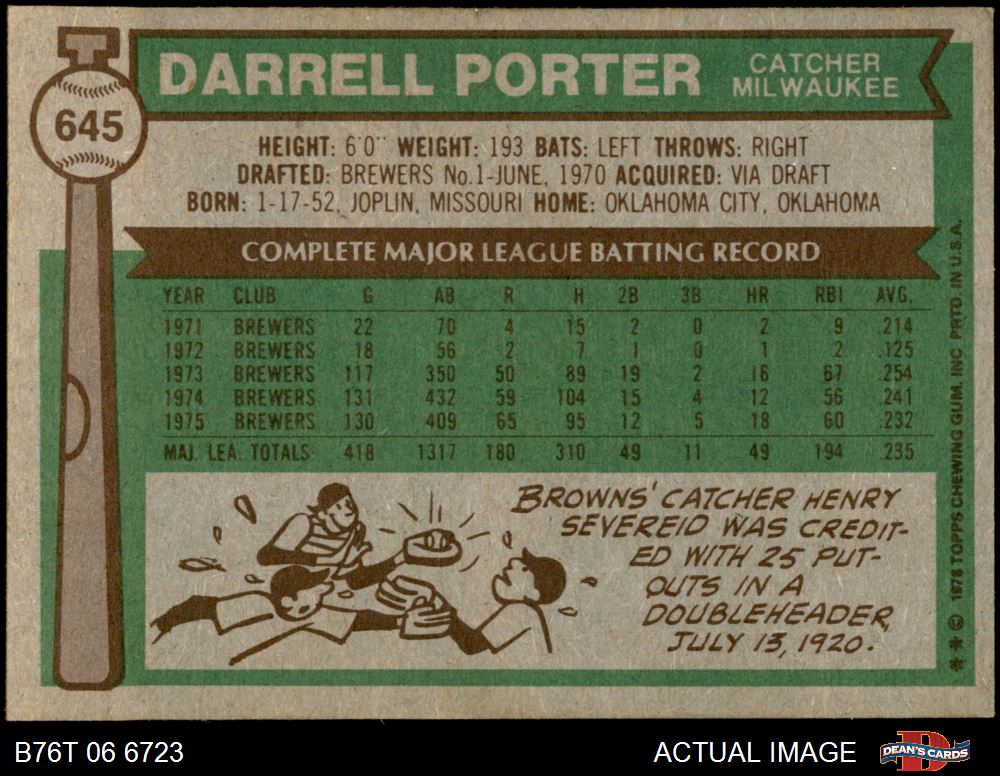 645
DARRELL PORTER
CATCHER
MILWAUKEE
HEIGHT: 6'0" WEIGHT: 193 BATS: LEFT THROWS: RIGHT
DRAFTED: BREWERS No.1-JUNE, 1970 ACQUIRED: VIA DRAFT
BORN: 1-17-52, JOPLIN, MISSOURI HOME: OKLAHOMA CITY, OKLAHOMA
COMPLETE MAJOR LEAGUE BATTING RECORD
YEAR CLUB G AB R H 2B 3B HR RBI AVG.
1971 BREWERS 22 70 4 15 2 0 2 9 .214
1972 BREWERS 18 56 2 7 1 0 1 2 .125
1973 BREWERS 117 350 50 89 19 2 16 67 .254
1974 BREWERS 131 432 59 104 15 4 12 56 .241
1975 BREWERS 130 409 65 95 12 5 18 60 .232
MAJ. LEA. TOTALS 418 1317 180 310 49 11 49 194 .235
BROWNS' CATCHER HENRY
SEVEREID WAS CREDIT-
ED WITH 25 PUT-
OUTS IN A
DOUBLEHEADER,
JULY 13, 1920.
** © 1976 TOPPS CHEWING GUM, INC. PRTD. IN U.S.A.
B76T 06 6723
ACTUAL IMAGE
DEAN'S CARDS